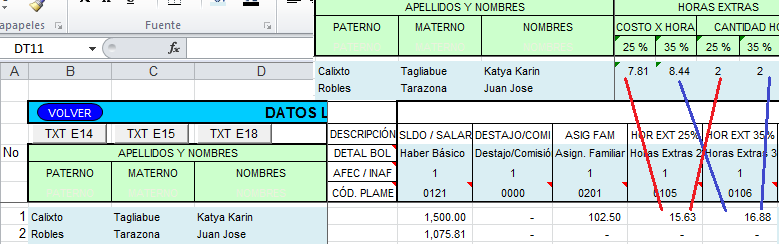 apapeles
Fuente
DT11
fx
APELLIDOS Y NOMBRES HORAS EXTRAS
PATERNO MATERNO NOMBRES COSTO X HORA CANTIDAD HO
25 % 35 % 25 % 35 %
Calixto Tagliabue Katya Karin 7.81 8.44 2 2
Robles Tarazona Juan Jose
A B C D
VOLVER DATOS L
TXT E14 TXT E15 TXT E18 DESCRIPCIÓN SLDO / SALAR DESTAJO/COMI ASIG FAM HOR EXT 25% HOR EXT 35%
No APELLIDOS Y NOMBRES DETAL BOL Haber Básico Destajo/Comisió Asign. Familiar Horas Extras 2 Horas Extras 3
PATERNO MATERNO NOMBRES AFEC / INAF 1 1 1 1 1
CÓD. PLAME 0121 0000 0201 0105 0106
1 Calixto Tagliabue Katya Karin 1,500.00 - 102.50 15.63 16.88
2 Robles Tarazona Juan Jose 1,075.81 - - - -